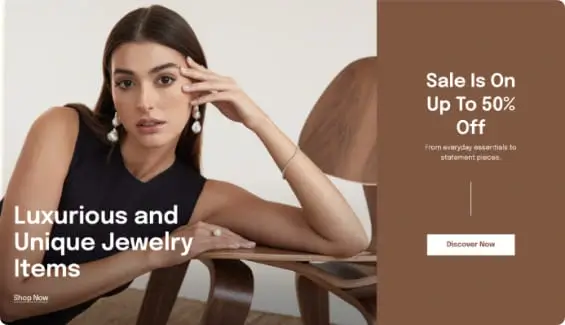 Luxurious and
Unique Jewelry
Items
Shop Now
Sale Is On
Up To 50%
Off
From everyday essentials to
statement pieces.
Discover Now